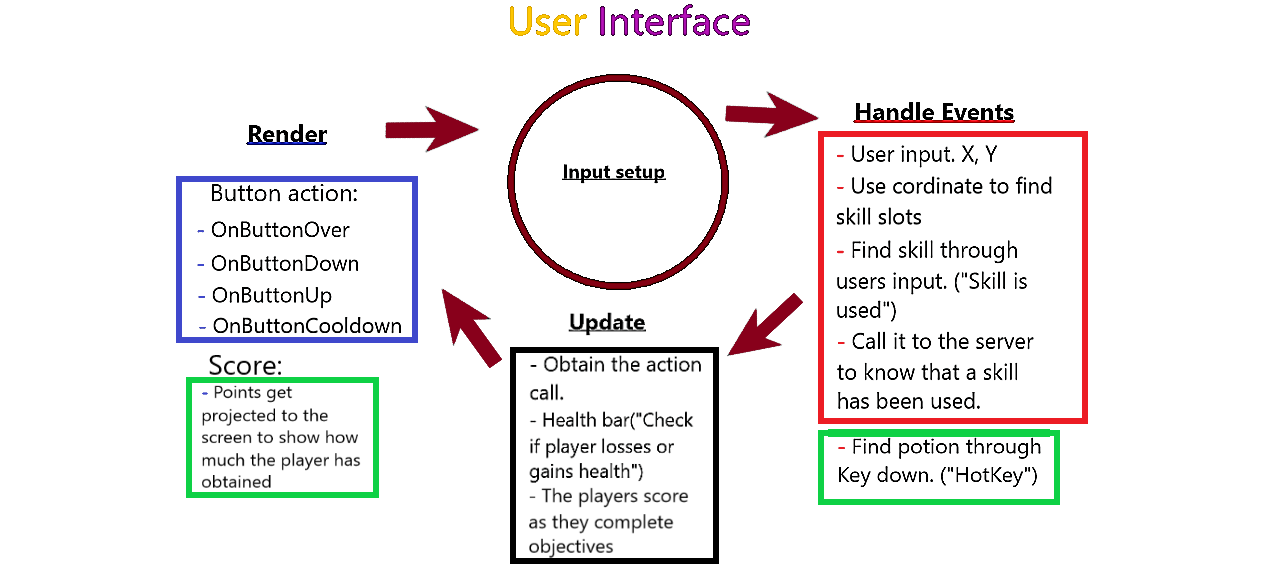 User Interface
Render
Button action:
- OnButtonOver
- OnButtonDown
- OnButtonUp
- OnButtonCooldown
Score:
- Points get
projected to the
screen to show how
much the player has
obtained
Input setup
Update
- Obtain the action
call.
- Health bar("Check
if player losses or
gains health")
- The players score
as they complete
objectives
Handle Events
- User input. X, Y
- Use cordinate to find
skill slots
- Find skill through
users input. ("Skill is
used")
- Call it to the server
to know that a skill
has been used.
- Find potion through
Key down. ("HotKey")